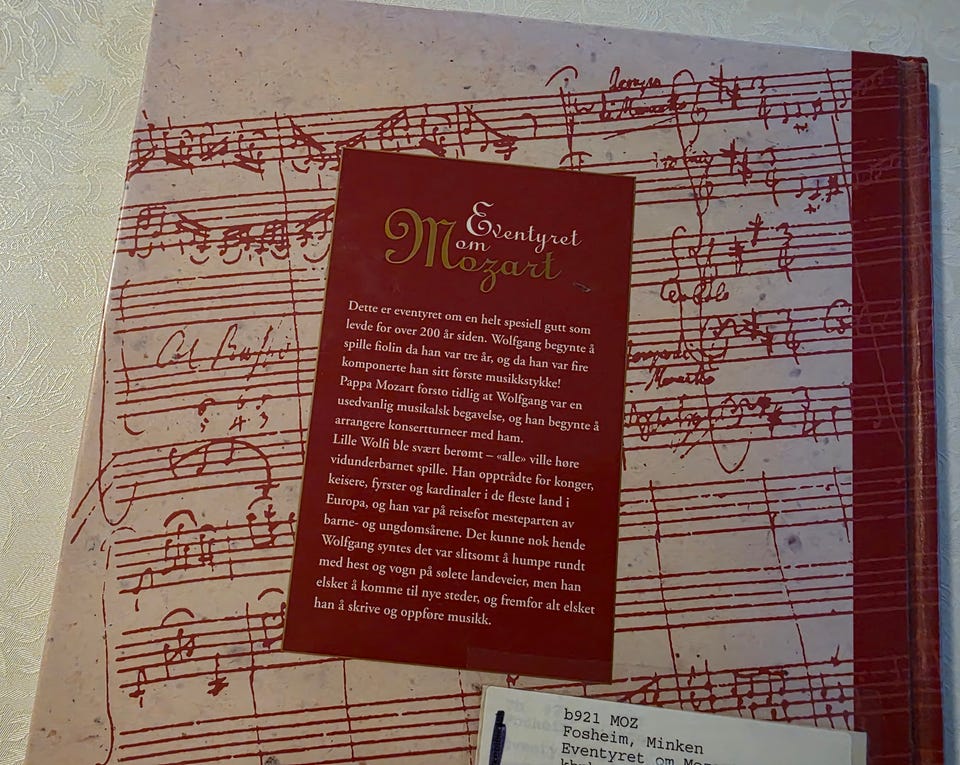 Eventyret
om
Mozart
Dette er eventyret om en helt spesiell gutt som
levde for over 200 år siden. Wolfgang begynte å
spille fiolin da han var tre år, og da han var fire
komponerte han sitt første musikkstykke!
Pappa Mozart forsto tidlig at Wolfgang var en
usedvanlig musikalsk begavelse, og han begynte å
arrangere konsertturneer med ham.
Lille Wolfi ble svært berømt – «alle» ville høre
vidunderbarnet spille. Han opptrådte for konger,
keisere, fyrster og kardinaler i de fleste land i
Europa, og han var på reisefot mesteparten av
barne- og ungdomsårene. Det kunne nok hende
Wolfgang syntes det var slitsomt å humpe rundt
med hest og vogn på sølete landeveier, men han
elsket å komme til nye steder, og fremfor alt elsket
han å skrive og oppføre musikk.
b921 MOZ
Fosheim, Minken
Eventyret om